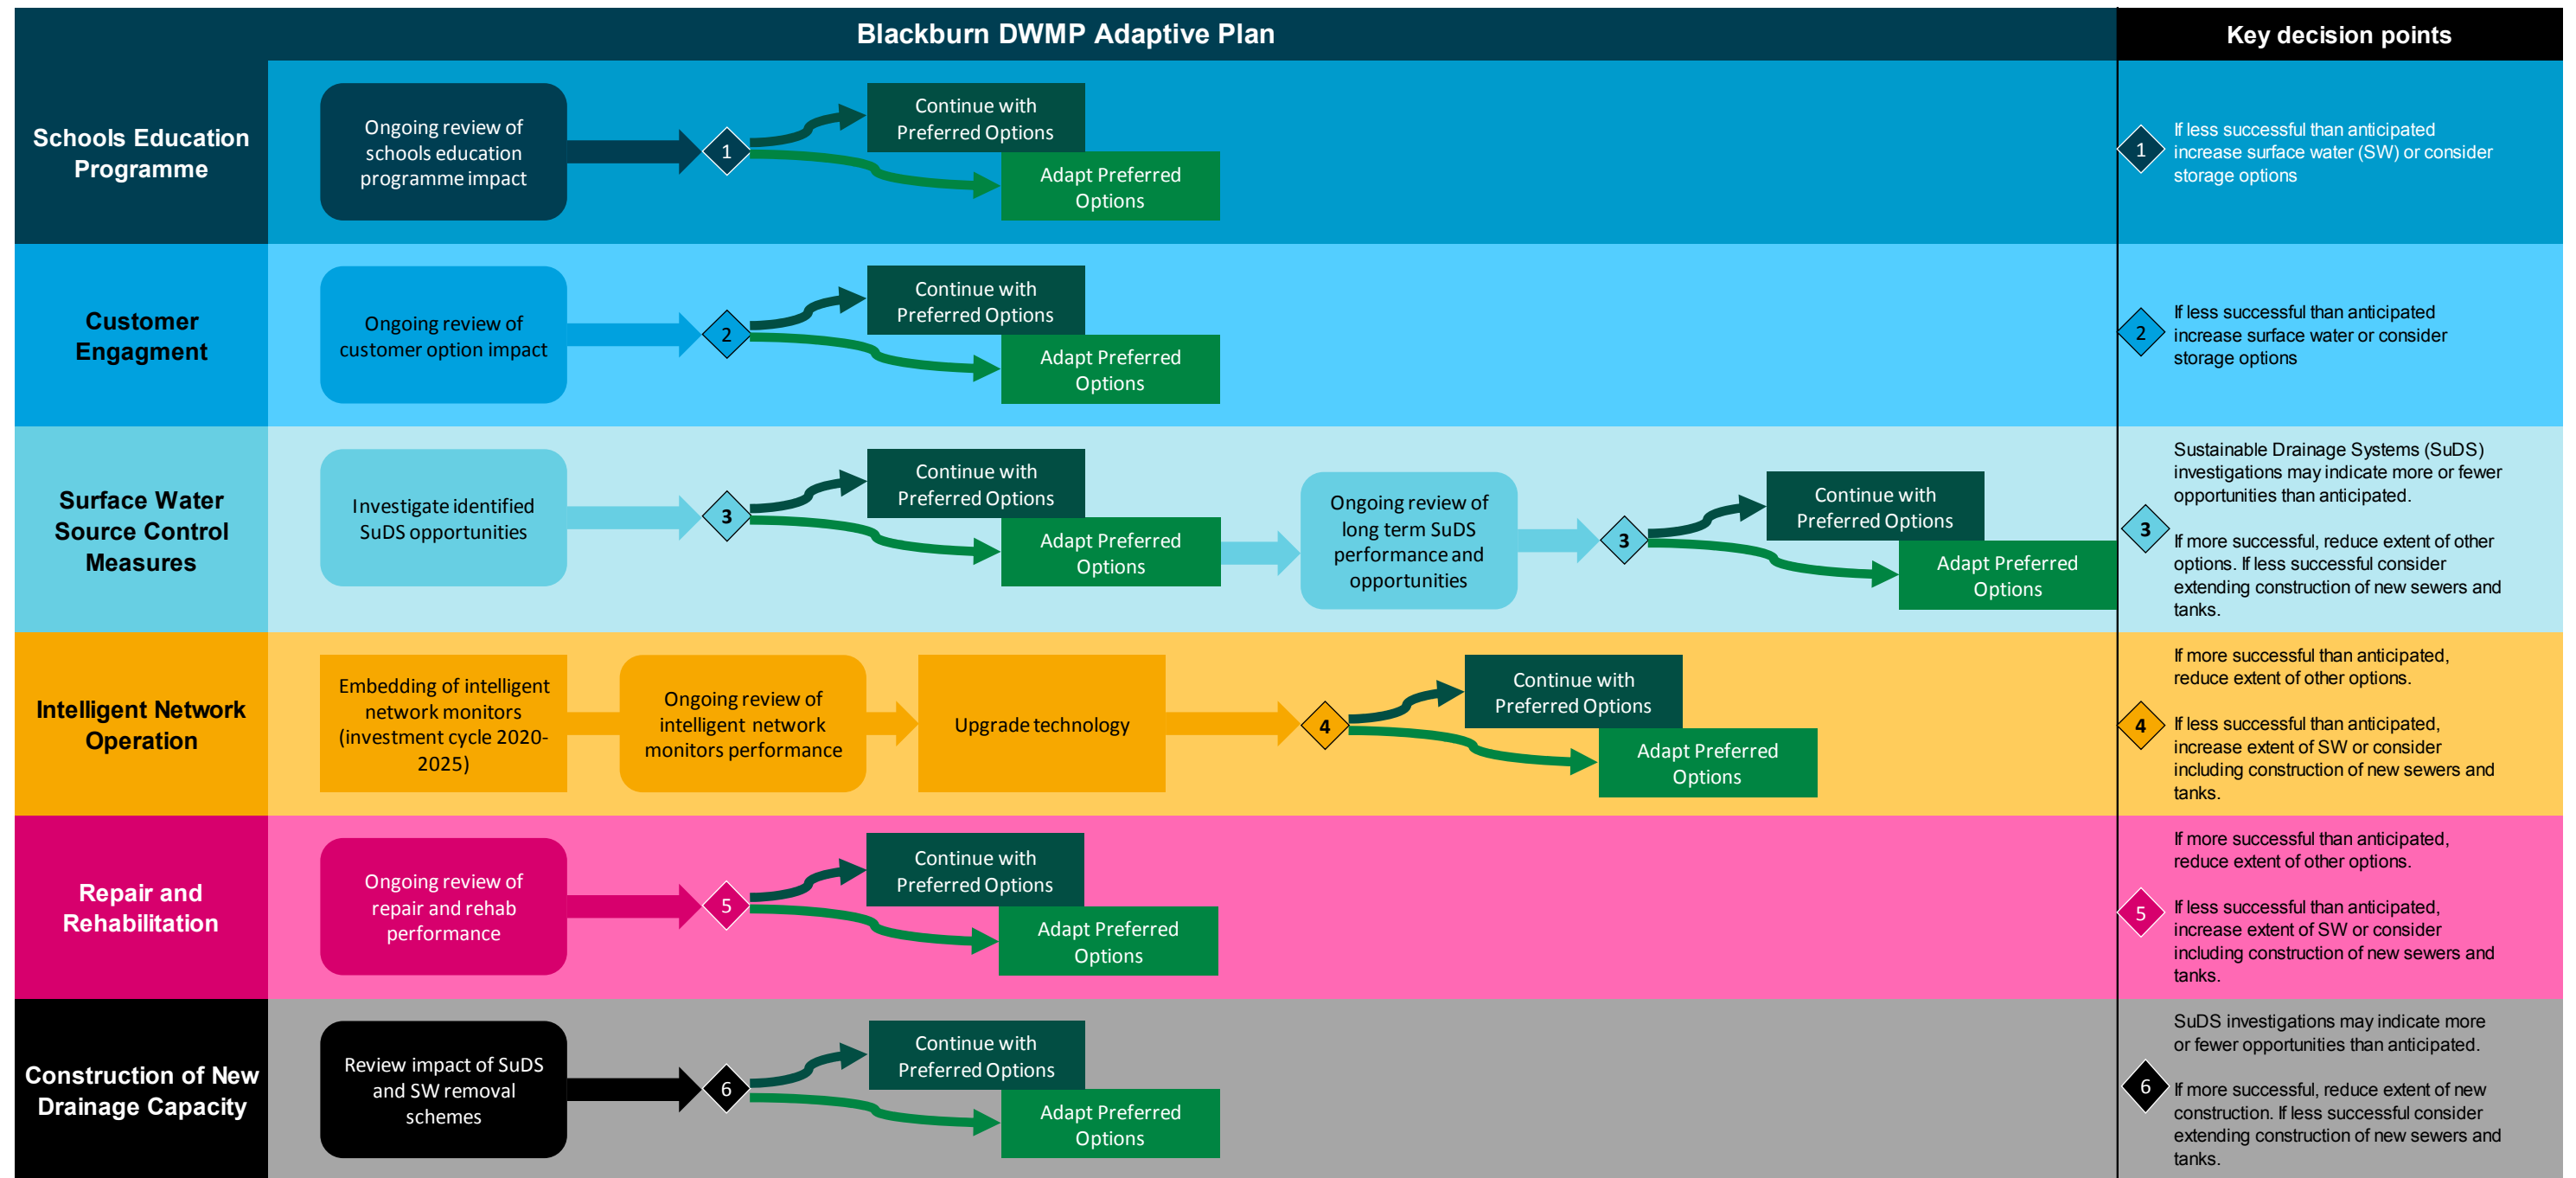 Blackburn DWMP Adaptive Plan
Key decision points
Schools Education
Programme
Ongoing review of
schools education
programme impact
1
Continue with
Preferred Options
Adapt Preferred
Options
1
If less successful than anticipated
increase surface water (SW) or consider
storage options
Customer
Engagment
Ongoing review of
customer option impact
2
Continue with
Preferred Options
Adapt Preferred
Options
2
If less successful than anticipated
increase surface water or consider
storage options
Surface Water
Source Control
Measures
Investigate identified
SuDS opportunities
3
Continue with
Preferred Options
Adapt Preferred
Options
Ongoing review of
long term SuDS
performance and
opportunities
3
Continue with
Preferred Options
Adapt Preferred
Options
3
Sustainable Drainage Systems (SuDS)
investigations may indicate more or fewer
opportunities than anticipated.
If more successful, reduce extent of other
options. If less successful consider
extending construction of new sewers and
tanks.
Intelligent Network
Operation
Embedding of intelligent
network monitors
(investment cycle 2020-
2025)
Ongoing review of
intelligent network
monitors performance
Upgrade technology
4
Continue with
Preferred Options
Adapt Preferred
Options
4
If more successful than anticipated,
reduce extent of other options.
If less successful than anticipated,
increase extent of SW or consider
including construction of new sewers and
tanks.
Repair and
Rehabilitation
Ongoing review of
repair and rehab
performance
5
Continue with
Preferred Options
Adapt Preferred
Options
5
If more successful than anticipated,
reduce extent of other options.
If less successful than anticipated,
increase extent of SW or consider
including construction of new sewers and
tanks.
Construction of New
Drainage Capacity
Review impact of SuDS
and SW removal
schemes
6
Continue with
Preferred Options
Adapt Preferred
Options
6
SuDS investigations may indicate more
or fewer opportunities than anticipated.
If more successful, reduce extent of new
construction. If less successful consider
extending construction of new sewers and
tanks.